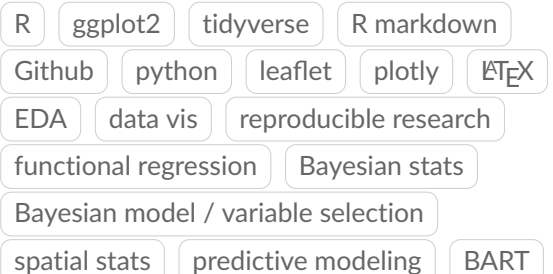 R ggplot2 tidyverse R markdown
Github python leaflet plotly LATEX
EDA data vis reproducible research
functional regression Bayesian stats
Bayesian model / variable selection
spatial stats predictive modeling BART